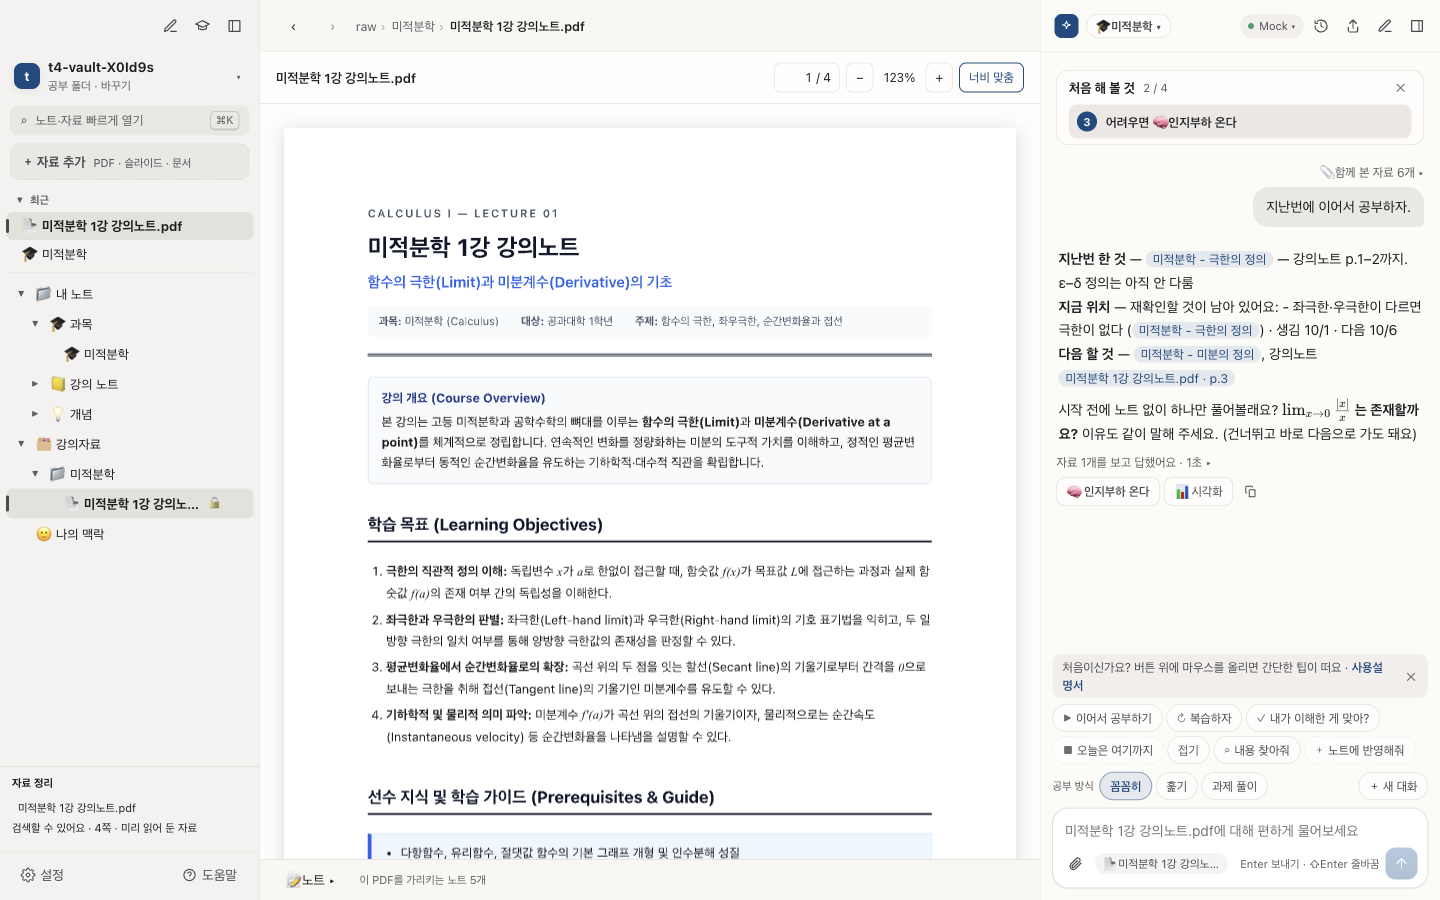 t
t4-vault-X0Id9s
공부 폴더 · 바꾸기
노트·자료 빠르게 열기
⌘K
+ 자료 추가 PDF · 슬라이드 · 문서
최근
미적분학 1강 강의노트.pdf
미적분학
내 노트
과목
미적분학
강의 노트
개념
강의자료
미적분학
미적분학 1강 강의노...
나의 맥락
자료 정리
미적분학 1강 강의노트.pdf
검색할 수 있어요 · 4쪽 · 미리 읽어 둔 자료
설정
도움말
raw › 미적분학 › 미적분학 1강 강의노트.pdf
미적분학 1강 강의노트.pdf
1 / 4
− 123% +
너비 맞춤
CALCULUS I — LECTURE 01
미적분학 1강 강의노트
함수의 극한(Limit)과 미분계수(Derivative)의 기초
과목: 미적분학 (Calculus) 대상: 공과대학 1학년 주제: 함수의 극한, 좌우극한, 순간변화율과 접선
강의 개요 (Course Overview)
본 강의는 고등 미적분학과 공학수학의 뼈대를 이루는 함수의 극한(Limit)과 미분계수(Derivative at a
point)를 체계적으로 정립합니다. 연속적인 변화를 정량화하는 미분의 도구적 가치를 이해하고, 정적인 평균변
화율로부터 동적인 순간변화율을 유도하는 기하학적·대수적 직관을 확립합니다.
학습 목표 (Learning Objectives)
1. 극한의 직관적 정의 이해: 독립변수 x가 a로 한없이 접근할 때, 함숫값 f(x)가 목표값 L에 접근하는 과정과 실제 함
숫값 f(a)의 존재 여부 간의 독립성을 이해한다.
2. 좌극한과 우극한의 판별: 좌극한(Left-hand limit)과 우극한(Right-hand limit)의 기호 표기법을 익히고, 두 일
방향 극한의 일치 여부를 통해 양방향 극한값의 존재성을 판정할 수 있다.
3. 평균변화율에서 순간변화율로의 확장: 곡선 위의 두 점을 잇는 할선(Secant line)의 기울기로부터 간격을 0으로
보내는 극한을 취해 접선(Tangent line)의 기울기인 미분계수를 유도할 수 있다.
4. 기하학적 및 물리적 의미 파악: 미분계수 f′(a)가 곡선 위의 접선의 기울기이자, 물리적으로는 순간속도
(Instantaneous velocity) 등 순간변화율을 나타냄을 설명할 수 있다.
선수 지식 및 학습 가이드 (Prerequisites & Guide)
• 다항함수, 유리함수, 절댓값 함수의 기본 그래프 개형 및 인수분해 성질
노트
이 PDF를 가리키는 노트 5개
미적분학
Mock
처음 해 볼 것 2 / 4
3 어려우면 🧠인지부하 온다
함께 본 자료 6개
지난번에 이어서 공부하자.
지난번 한 것 — 미적분학 - 극한의 정의 — 강의노트 p.1–2까지.
ε–δ 정의는 아직 안 다룸
지금 위치 — 재확인할 것이 남아 있어요: - 좌극한·우극한이 다르면
극한이 없다 ( 미적분학 - 극한의 정의 ) · 생김 10/1 · 다음 10/6
다음 할 것 — 미적분학 - 미분의 정의 , 강의노트
미적분학 1강 강의노트.pdf · p.3
시작 전에 노트 없이 하나만 풀어볼래요? lim x→0 |x|/x 는 존재할까
요? 이유도 같이 말해 주세요. (건너뛰고 바로 다음으로 가도 돼요)
자료 1개를 보고 답했어요 · 1초
인지부하 온다
시각화
처음이신가요? 버튼 위에 마우스를 올리면 간단한 팁이 떠요 · 사용설
명서
이어서 공부하기
복습하자
내가 이해한 게 맞아?
오늘은 여기까지
접기
내용 찾아줘
+ 노트에 반영해줘
공부 방식 꼼꼼히 훑기 과제 풀이
+ 새 대화
미적분학 1강 강의노트.pdf에 대해 편하게 물어보세요
미적분학 1강 강의노...
Enter 보내기 · ⇧Enter 줄바꿈